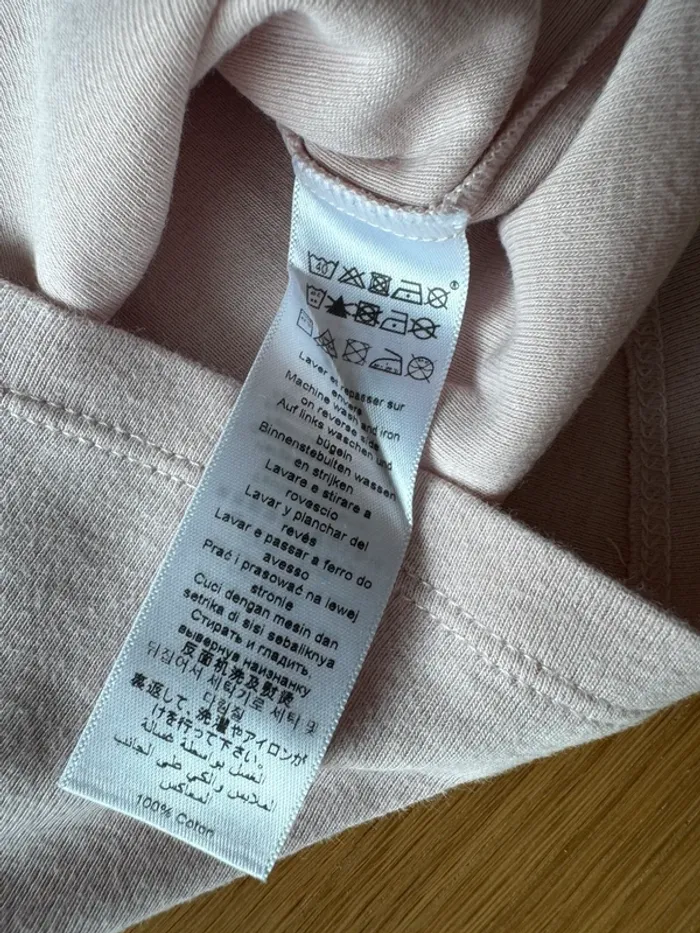 40
®
Laver et repasser sur
envers
Machine wash and iron
on reverse side
Auf links waschen und
bügeln
Binnenstebuiten wassen
en strijken
Lavare e stirare a
rovescio
Lavar y planchar del
revés
Lavar e passar a ferro do
avesso
Prać i prasować na lewej
stronie
Cuci dengan mesin dan
setrika di sisi sebaliknya
Стирать и гладить,
вывернув наизнанку
反面机洗及熨烫
뒤집어서 세탁기로 세탁 및
다림질
裏返して、洗濯やアイロンが
けを行って下さい。
الغسل بواسطة غسالة
الملابس والكي على الجانب
المعاكس
100% Coton